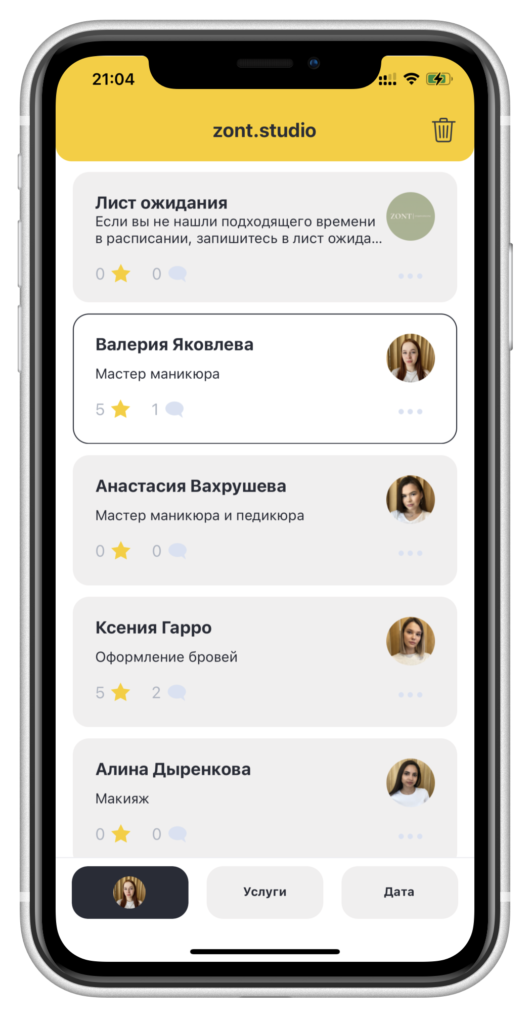 21:04
zont.studio
Лист ожидания
Если вы не нашли подходящего времени
в расписании, запишитесь в лист ожида...
ZONT
0 0
Валерия Яковлева
Мастер маникюра
5 1
Анастасия Вахрушева
Мастер маникюра и педикюра
0 0
Ксения Гарро
Оформление бровей
5 2
Алина Дыренкова
Макияж
0 0
Услуги
Дата